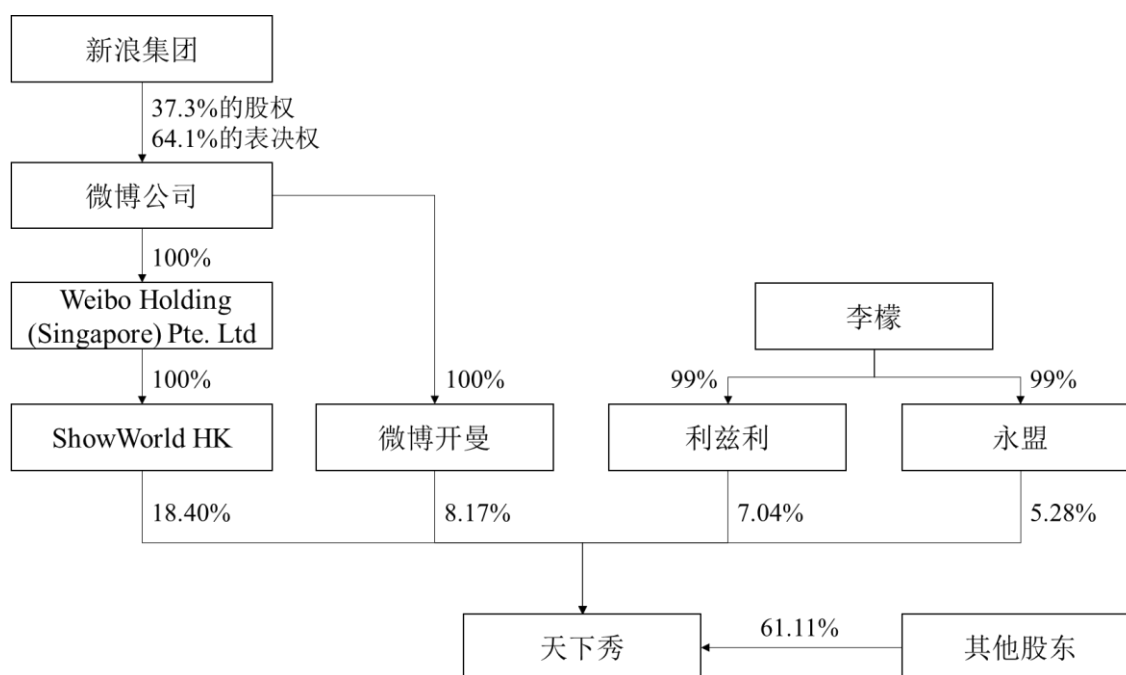 新浪集团
37.3%的股权
64.1%的表决权
微博公司
100%
Weibo Holding
(Singapore) Pte. Ltd
李檬
100%
100%
99%
99%
ShowWorld HK
微博开曼
利兹利
永盟
18.40%
8.17%
7.04%
5.28%
天下秀
61.11%
其他股东